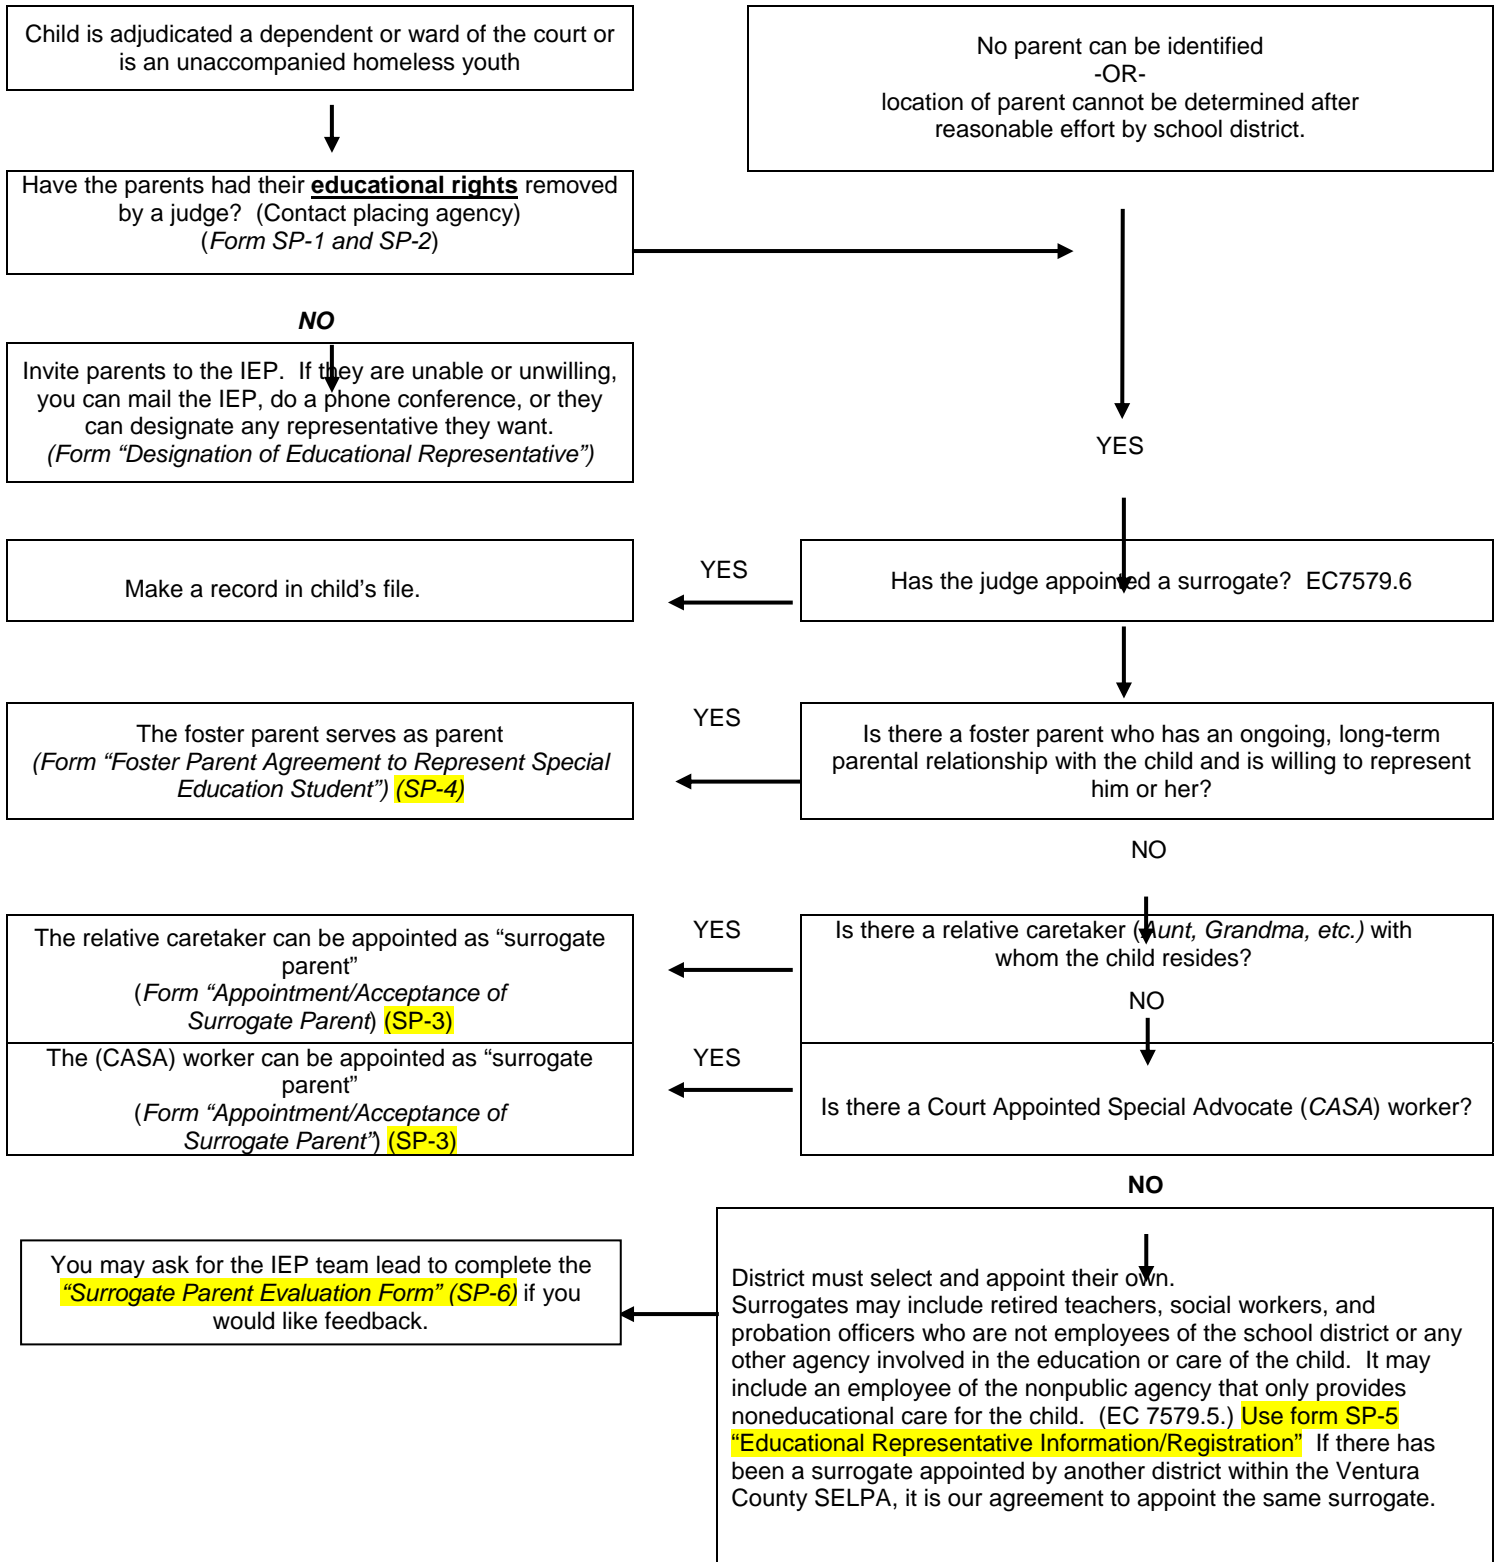 Child is adjudicated a dependent or ward of the court or
is an unaccompanied homeless youth
No parent can be identified
-OR-
location of parent cannot be determined after
reasonable effort by school district.
Have the parents had their educational rights removed
by a judge?  (Contact placing agency)
(Form SP-1 and SP-2)
NO
Invite parents to the IEP.  If they are unable or unwilling,
you can mail the IEP, do a phone conference, or they
can designate any representative they want.
(Form “Designation of Educational Representative”)
YES
Has the judge appointed a surrogate?  EC7579.6
YES
Make a record in child’s file.
Is there a foster parent who has an ongoing, long-term
parental relationship with the child and is willing to represent
him or her?
YES
The foster parent serves as parent
(Form “Foster Parent Agreement to Represent Special
Education Student”) (SP-4)
NO
Is there a relative caretaker (Aunt, Grandma, etc.) with
whom the child resides?
YES
The relative caretaker can be appointed as “surrogate
parent”
(Form “Appointment/Acceptance of
Surrogate Parent) (SP-3)
NO
Is there a Court Appointed Special Advocate (CASA) worker?
YES
The (CASA) worker can be appointed as “surrogate
parent”
(Form “Appointment/Acceptance of
Surrogate Parent”) (SP-3)
NO
District must select and appoint their own.
Surrogates may include retired teachers, social workers, and
probation officers who are not employees of the school district or any
other agency involved in the education or care of the child.  It may
include an employee of the nonpublic agency that only provides
noneducational care for the child.  (EC 7579.5.) Use form SP-5
“Educational Representative Information/Registration”  If there has
been a surrogate appointed by another district within the Ventura
County SELPA, it is our agreement to appoint the same surrogate.
You may ask for the IEP team lead to complete the
“Surrogate Parent Evaluation Form” (SP-6) if you
would like feedback.